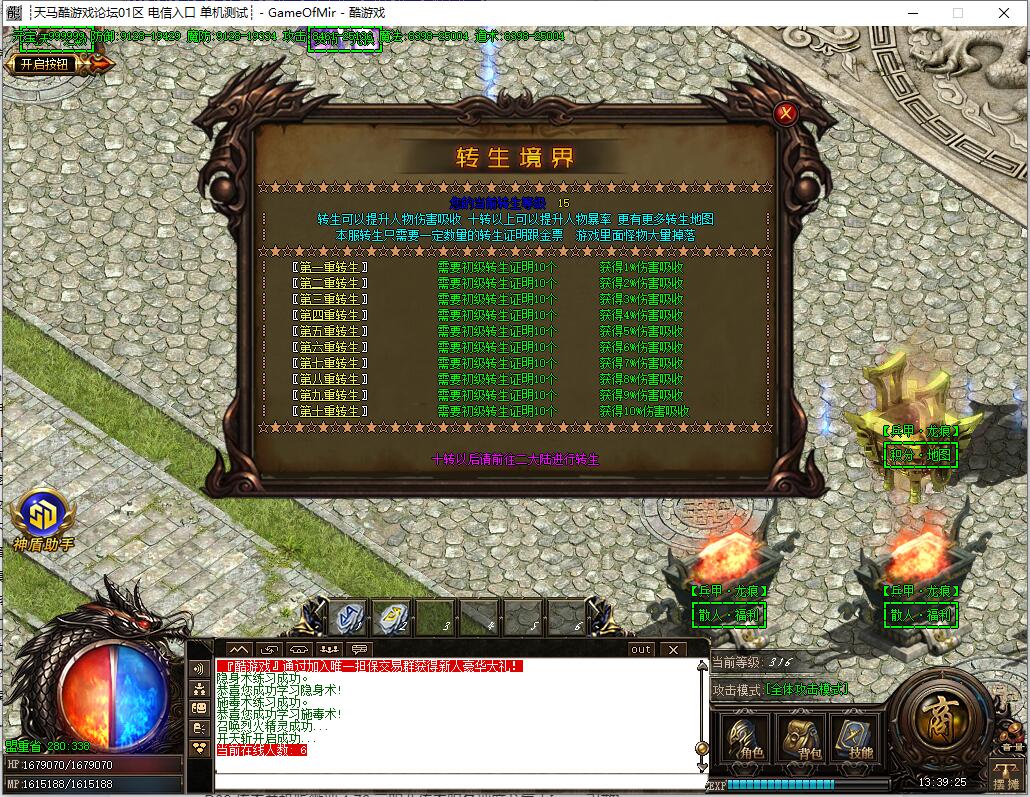 天马酷游戏论坛01区 电信入口 单机测试 - GameOfMir - 酷游戏
防御:9128-19429 魔防:9128-19334 攻击: 道术:8398-25004
开启按钮
转生境界
您的当前转生等级 15
转生可以提升人物伤害吸收 十转以上可以提升人物暴率 更有更多转生地图
本服转生只需要一定数量的转生证明跟金票 游戏里面怪物大量掉落
【第一重转生】 需要初级转生证明10个 获得1%伤害吸收
【第二重转生】 需要初级转生证明10个 获得2%伤害吸收
【第三重转生】 需要初级转生证明10个 获得3%伤害吸收
【第四重转生】 需要初级转生证明10个 获得4%伤害吸收
【第五重转生】 需要初级转生证明10个 获得5%伤害吸收
【第六重转生】 需要初级转生证明10个 获得6%伤害吸收
【第七重转生】 需要初级转生证明10个 获得7%伤害吸收
【第八重转生】 需要初级转生证明10个 获得8%伤害吸收
【第九重转生】 需要初级转生证明10个 获得9%伤害吸收
【第十重转生】 需要初级转生证明10个 获得10%伤害吸收
十转以后请前往二大陆进行转生
【兵甲·龙痕】
积分·地图
神盾助手
【兵甲·龙痕】
散人·福利
【兵甲·龙痕】
散人·福利
2 3 4 5 6
out X
『酷游戏』通过加入唯一担保交易群获得新人豪华大礼!
隐身术练习成功。
恭喜您成功学习隐身术!
施毒术练习成功。
恭喜您成功学习施毒术!
召唤烈火精灵成功...
开天斩开启成功...
当前在线人数: 6
当前等级: 316
攻击模式:[全体攻击模式]
商
角色 背包 技能
音量
盟重省 280:338
HP 1679070/1679070
MP 1615188/1615188
EXP
13:39:25
摆摊